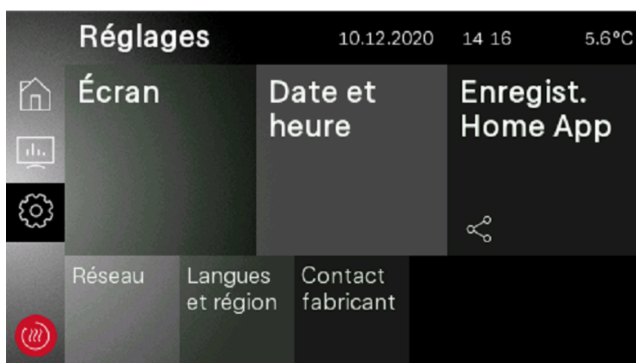 Réglages 10.12.2020 14 16 5.6°C
Écran
Date et
heure
Enregist.
Home App
Réseau
Langues
et région
Contact
fabricant